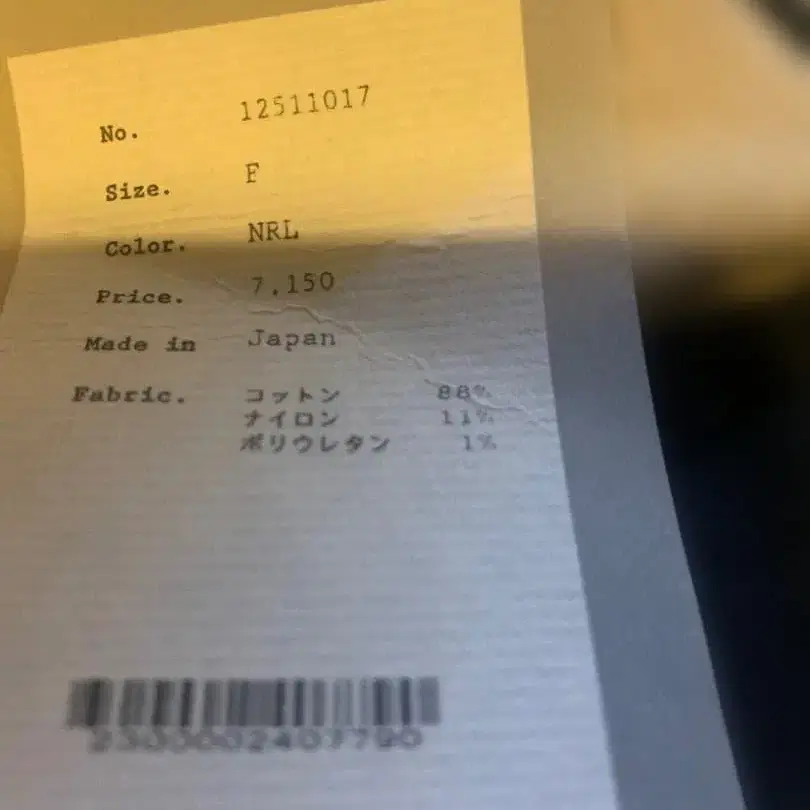 No. 12511017
Size. F
Color. NRL
Price. 7,150
Made in Japan
Fabric. コットン 88%
ナイロン 11%
ポリウレタン 1%